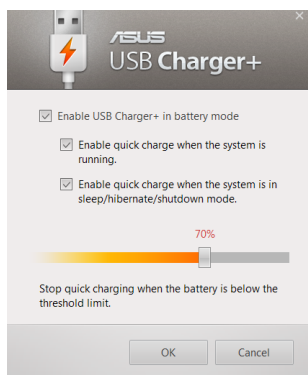 ASUS
USB Charger+
Enable USB Charger+ in battery mode
Enable quick charge when the system is
running.
Enable quick charge when the system is in
sleep/hibernate/shutdown mode.
70%
Stop quick charging when the battery is below the
threshold limit.
OK Cancel